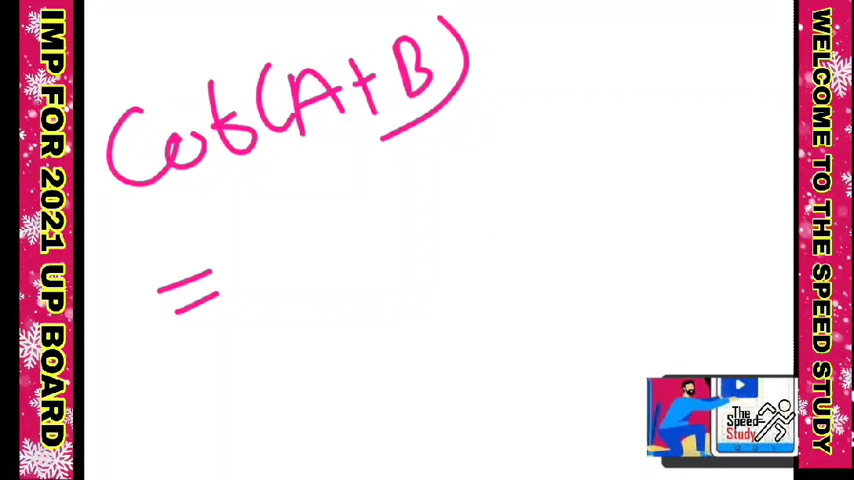 IMP FOR 2021 UP BOARD
Cot(A+B)
=
WELCOME TO THE SPEED STUDY
The
Speed
Study